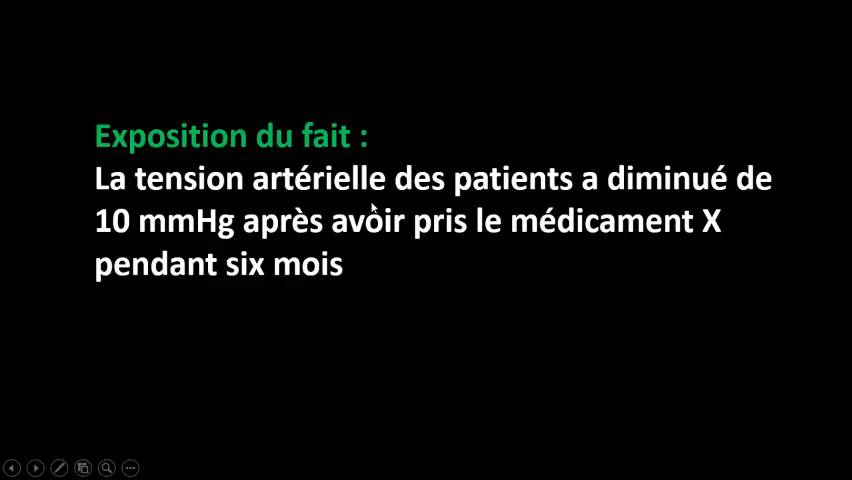 Exposition du fait :
La tension artérielle des patients a diminué de
10 mmHg après avoir pris le médicament X
pendant six mois